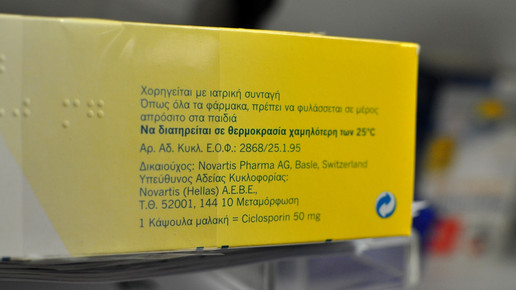 Χορηγείται με ιατρική συνταγή
Όπως όλα τα φάρμακα, πρέπει να φυλάσσεται σε μέρος
απρόσιτο στα παιδιά
Να διατηρείται σε θερμοκρασία χαμηλότερη των 25°C
Αρ. Αδ. Κυκλ. Ε.Ο.Φ.: 2868/25.1.95
Δικαιούχος: Novartis Pharma AG, Basle, Switzerland
Υπεύθυνος Αδείας Κυκλοφορίας:
Novartis (Hellas) A.E.B.E.,
Τ.Θ. 52001, 144 10 Μεταμόρφωση
1 Κάψουλα μαλακή = Ciclosporin 50 mg